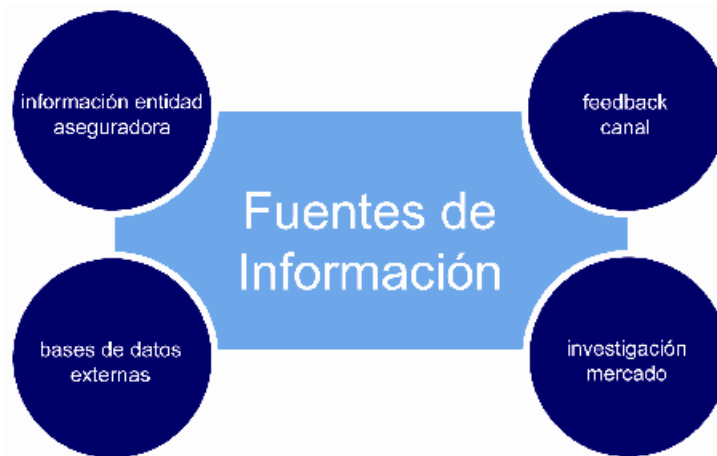 información entidad
aseguradora
feedback
canal
Fuentes de
Información
bases de datos
externas
investigación
mercado